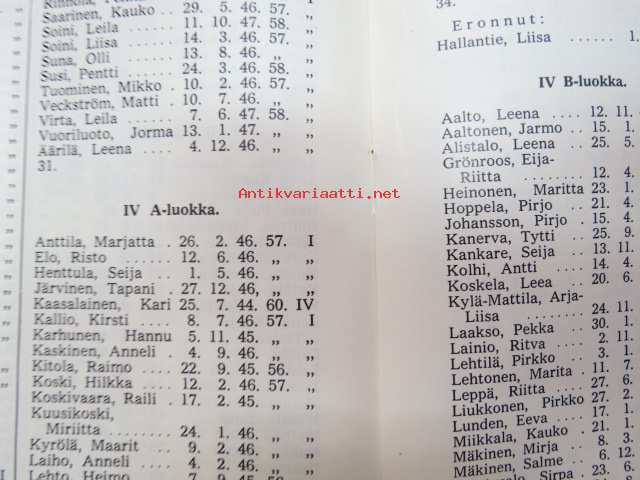 Saarinen, Kauko .. 29. 5. 46. 57. „
Soini, Leila ...... 11. 10. 47. 58. „
Soini, Liisa ...... 14. 3. 46. 57. „
Suna, Olli ....... 13. 8. 46. „ „
Susi, Pentti ..... 24. 3. 46. 58. „
Tuominen, Mikko . 10. 2. 46. 57. „
Veckström, Matti . 10. 7. 46. „ „
Virta, Leila ...... 7. 6. 47. 58. „
Vuoriluoto, Jorma 13. 1. 47. „ „
Äärilä, Leena .... 4. 12. 46. „ „
31.
IV A-luokka.
Anttila, Marjatta . 26. 2. 46. 57. I
Elo, Risto ....... 12. 6. 46. „ „
Henttula, Seija .. 1. 5. 46. „ „
Järvinen, Tapani . 27. 12. 46, „ „
Kaasalainen, Kari 25. 7. 44. 60. IV
Kallio, Kirsti .... 8. 7. 46. 57. I
Karhunen, Hannu 5. 11. 45. „ „
Kaskinen, Anneli . 4. 9. 46. „ „
Kitola, Raimo .... 22. 9. 45. 56. „
Koski, Hilkka .... 12. 2. 46. 57. „
Koskivaara, Raili . 17. 2. 45. „ „
Kuusikoski,
Miriitta ........ 24. 1. 46. „ „
Kyrölä, Maarit .. 9. 2. 46. „ „
Laiho, Anneli .... 4. 2. 46. „ „
Lehto, Heimo
34.
Eronnut:
Hallantie, Liisa ...... 1.
IV B-luokka.
Aalto, Leena .... 12. 11.
Aaltonen, Jarmo .. 15. 1.
Alistalo, Leena ... 25. 5.
Grönroos, Eija-
Riitta ......... 12. 4.
Heinonen, Maritta 23. 1.
Hoppela, Pirjo ... 21. 4.
Johansson, Pirjo . 15. 4.
Kanerva, Tytti ... 25. 9.
Kankare, Seija ... 13. 11.
Kolhi, Antti ..... 14. 4.
Koskela, Leea ... 20. 6.
Kylä-Mattila, Arja-
Liisa .......... 24. 11.
Laakso, Pekka ... 30. 1.
Lainio, Ritva .... 2. 11.
Lehtilä, Pirkko .. 3. 1.
Lehtonen, Marita . 11. 7.
Leppä, Riitta .... 27. 6.
Liukkonen, Pirkko 27. 2.
Lunden, Eeva .... 17. 1.
Miikkala, Kauko . 21. 1.
Mäkinen, Mirja .. 8. 3.
Mäkinen, Salme .. 6. 12.
Sirpa .. 21. 6.
Antikvariaatti.net